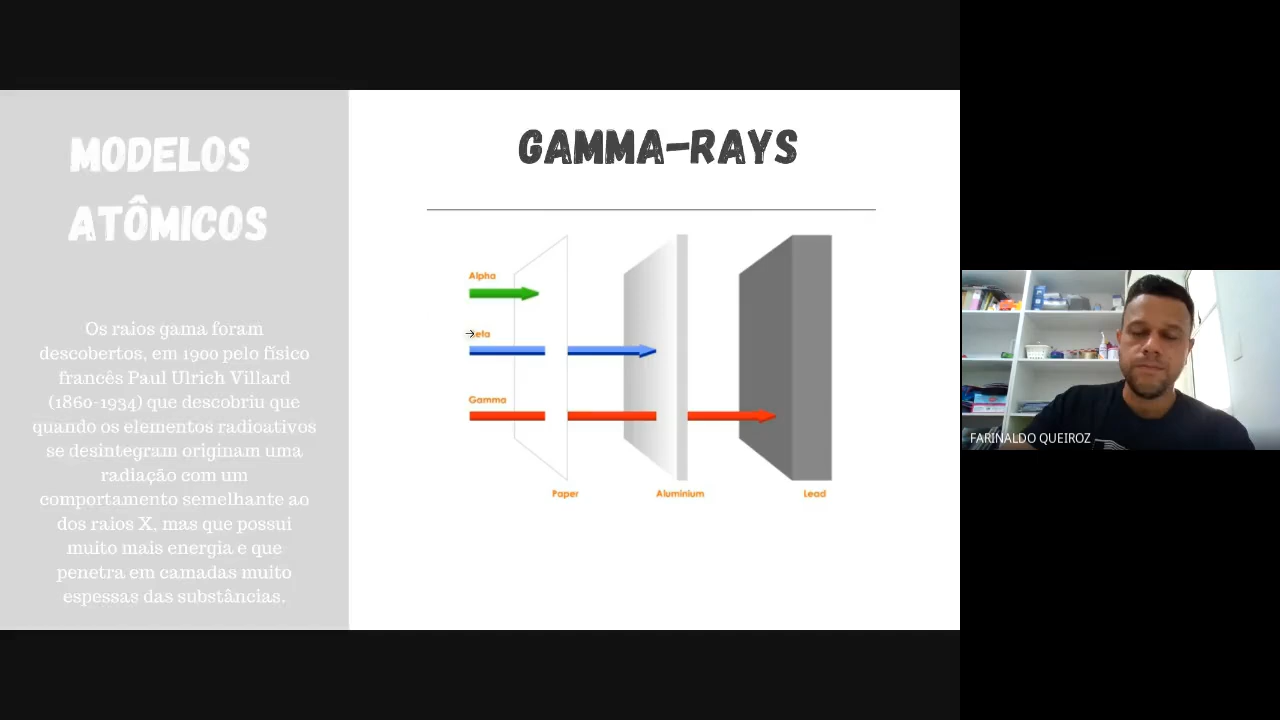 MODELOS
ATÔMICOS
Os raios gama foram
descobertos, em 1900 pelo físico
francês Paul Ulrich Villard
(1860-1934) que descobriu que
quando os elementos radioativos
se desintegram originam uma
radiação com um
comportamento semelhante ao
dos raios X, mas que possui
muito mais energia e que
penetra em camadas muito
espessas das substâncias.
GAMMA-RAYS
Alpha
Beta
Gamma
Paper
Aluminium
Lead
FARINALDO QUEIROZ